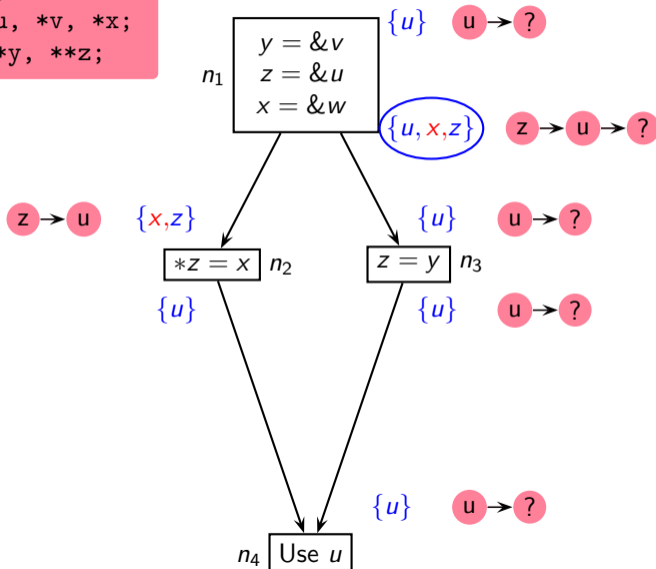 u, *v, *x;
*y, **z;
{u} u → ?
y = &v
z = &u
x = &w
n1
{u, x,z} z → u → ?
z → u {x,z} {u} u → ?
*z = x n2 z = y n3
{u} {u} u → ?
{u} u → ?
n4 Use u